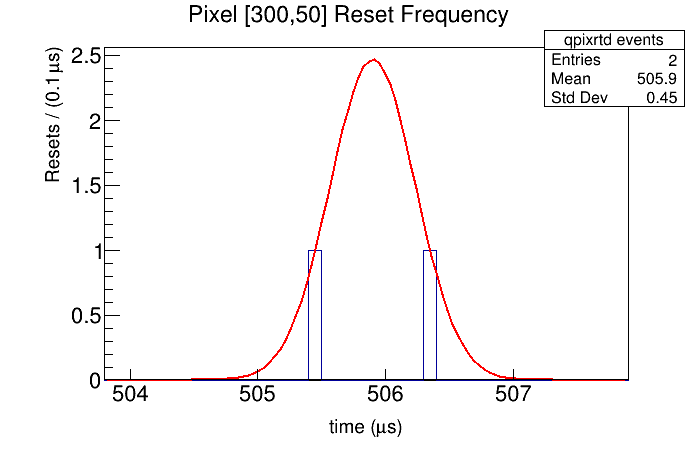 Pixel [300,50] Reset Frequency
qpixrtd events
Entries 2
Mean 505.9
Std Dev 0.45
Resets / (0.1 μs)
2.5
2
1.5
1
0.5
0
504 505 506 507
time (μs)